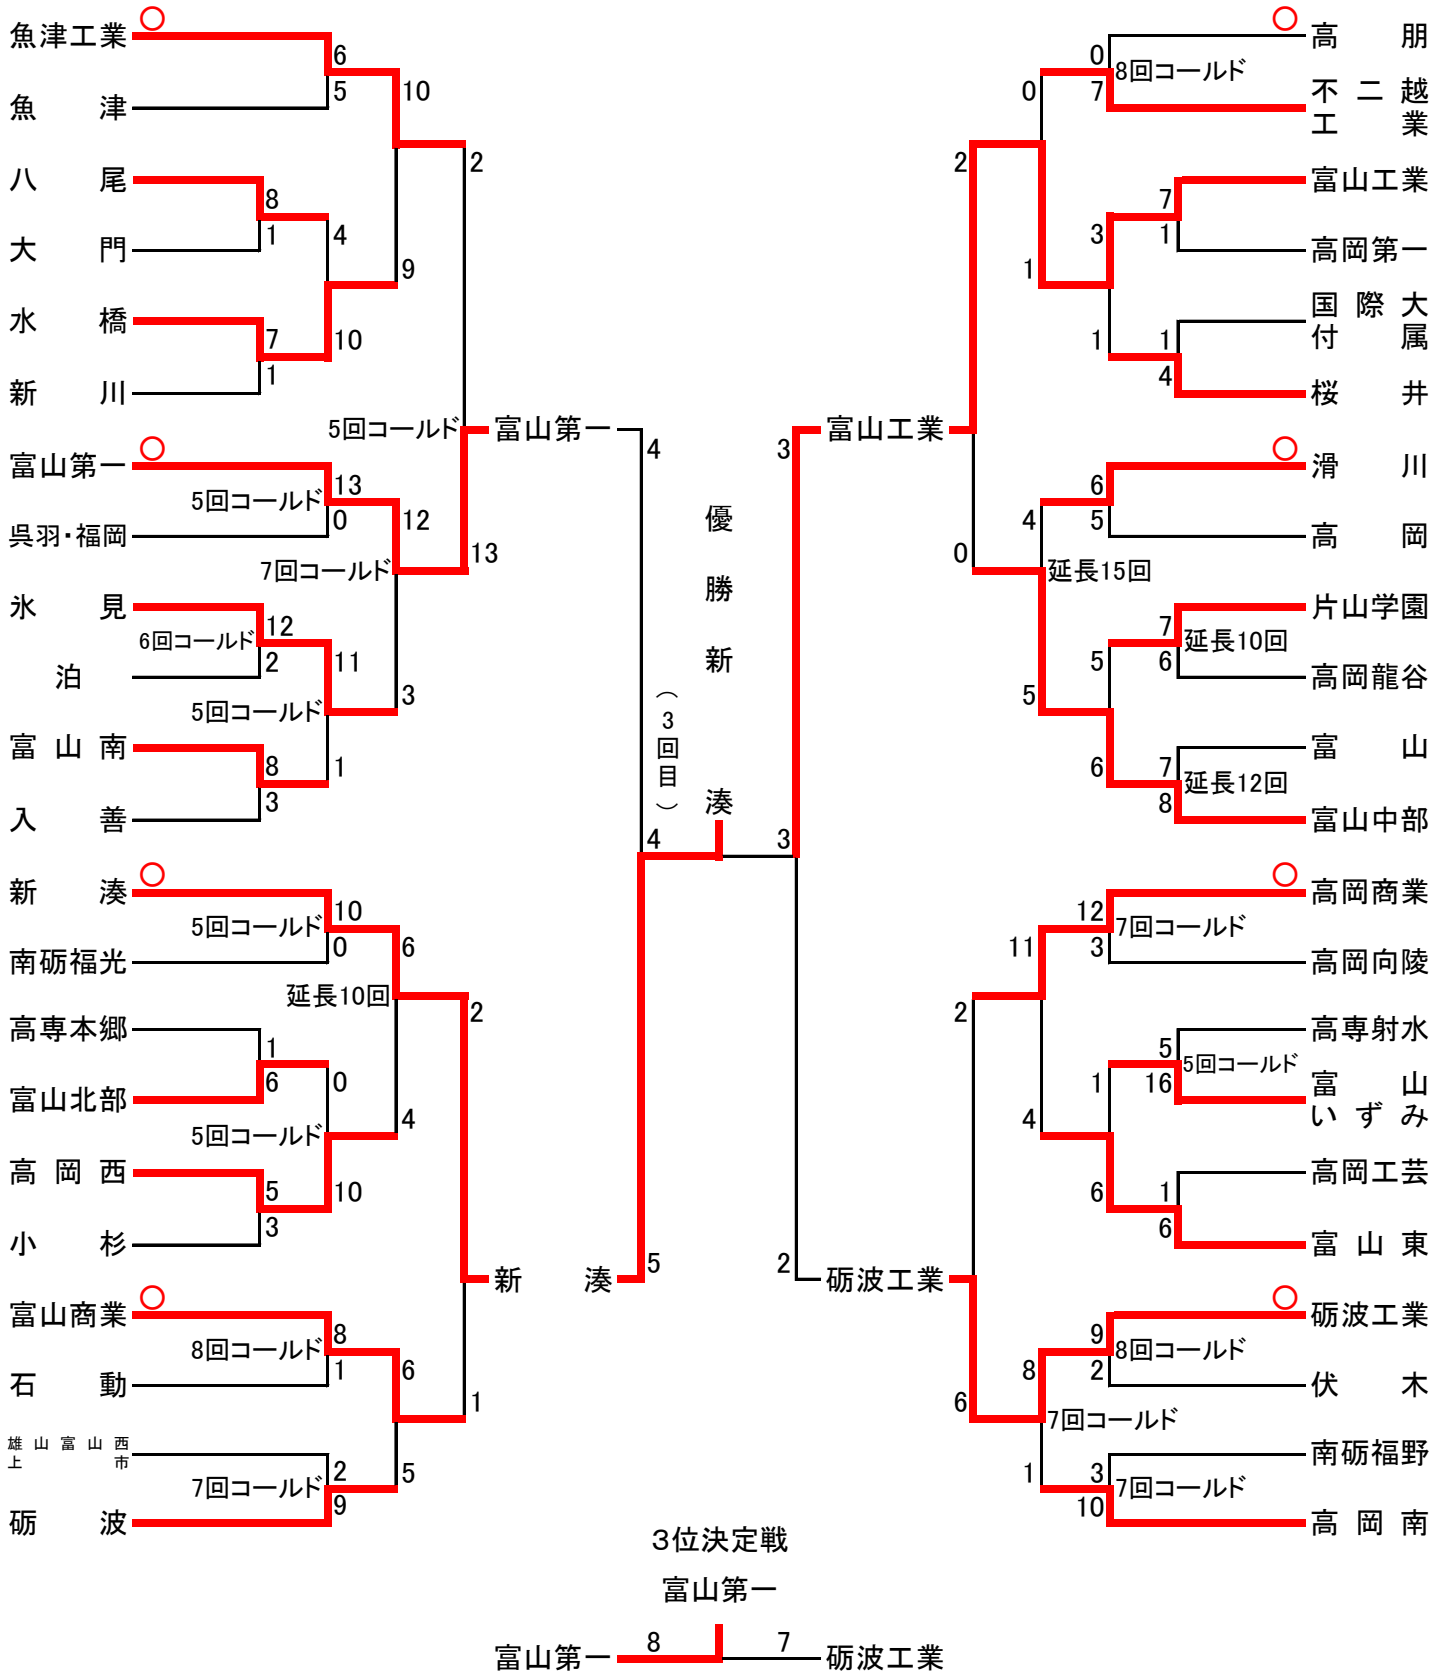 魚津工業
6
5
魚津
10
八尾
8
1
大門
4
9
水橋
7
1
新川
10
2
5回コールド
富山第一
富山第一
13
5回コールド
0
呉羽・福岡
12
7回コールド
13
氷見
12
6回コールド
2
泊
11
5回コールド
3
富山南
8
3
入善
1
新湊
10
5回コールド
0
南砺福光
6
延長10回
2
高専本郷
1
6
富山北部
0
5回コールド
4
高岡西
5
3
小杉
10
新湊
富山商業
8
8回コールド
1
石動
6
1
雄山富山西
上市
2
7回コールド
9
砺波
5
4
5
4
優勝
新湊
(3回目)
3
3
2
高朋
0
8回コールド
7
不二越
工業
0
2
富山工業
7
1
高岡第一
3
1
国際大
付属
1
4
桜井
1
富山工業
滑川
6
5
高岡
4
延長15回
0
片山学園
7
延長10回
6
高岡龍谷
5
5
富山
7
延長12回
8
富山中部
6
高岡商業
12
7回コールド
3
高岡向陵
11
2
高専射水
5
5回コールド
16
富山
いずみ
1
4
高岡工芸
1
6
富山東
6
砺波工業
砺波工業
9
8回コールド
2
伏木
8
7回コールド
6
南砺福野
3
7回コールド
10
高岡南
1
3位決定戦
富山第一
富山第一
8
7
砺波工業